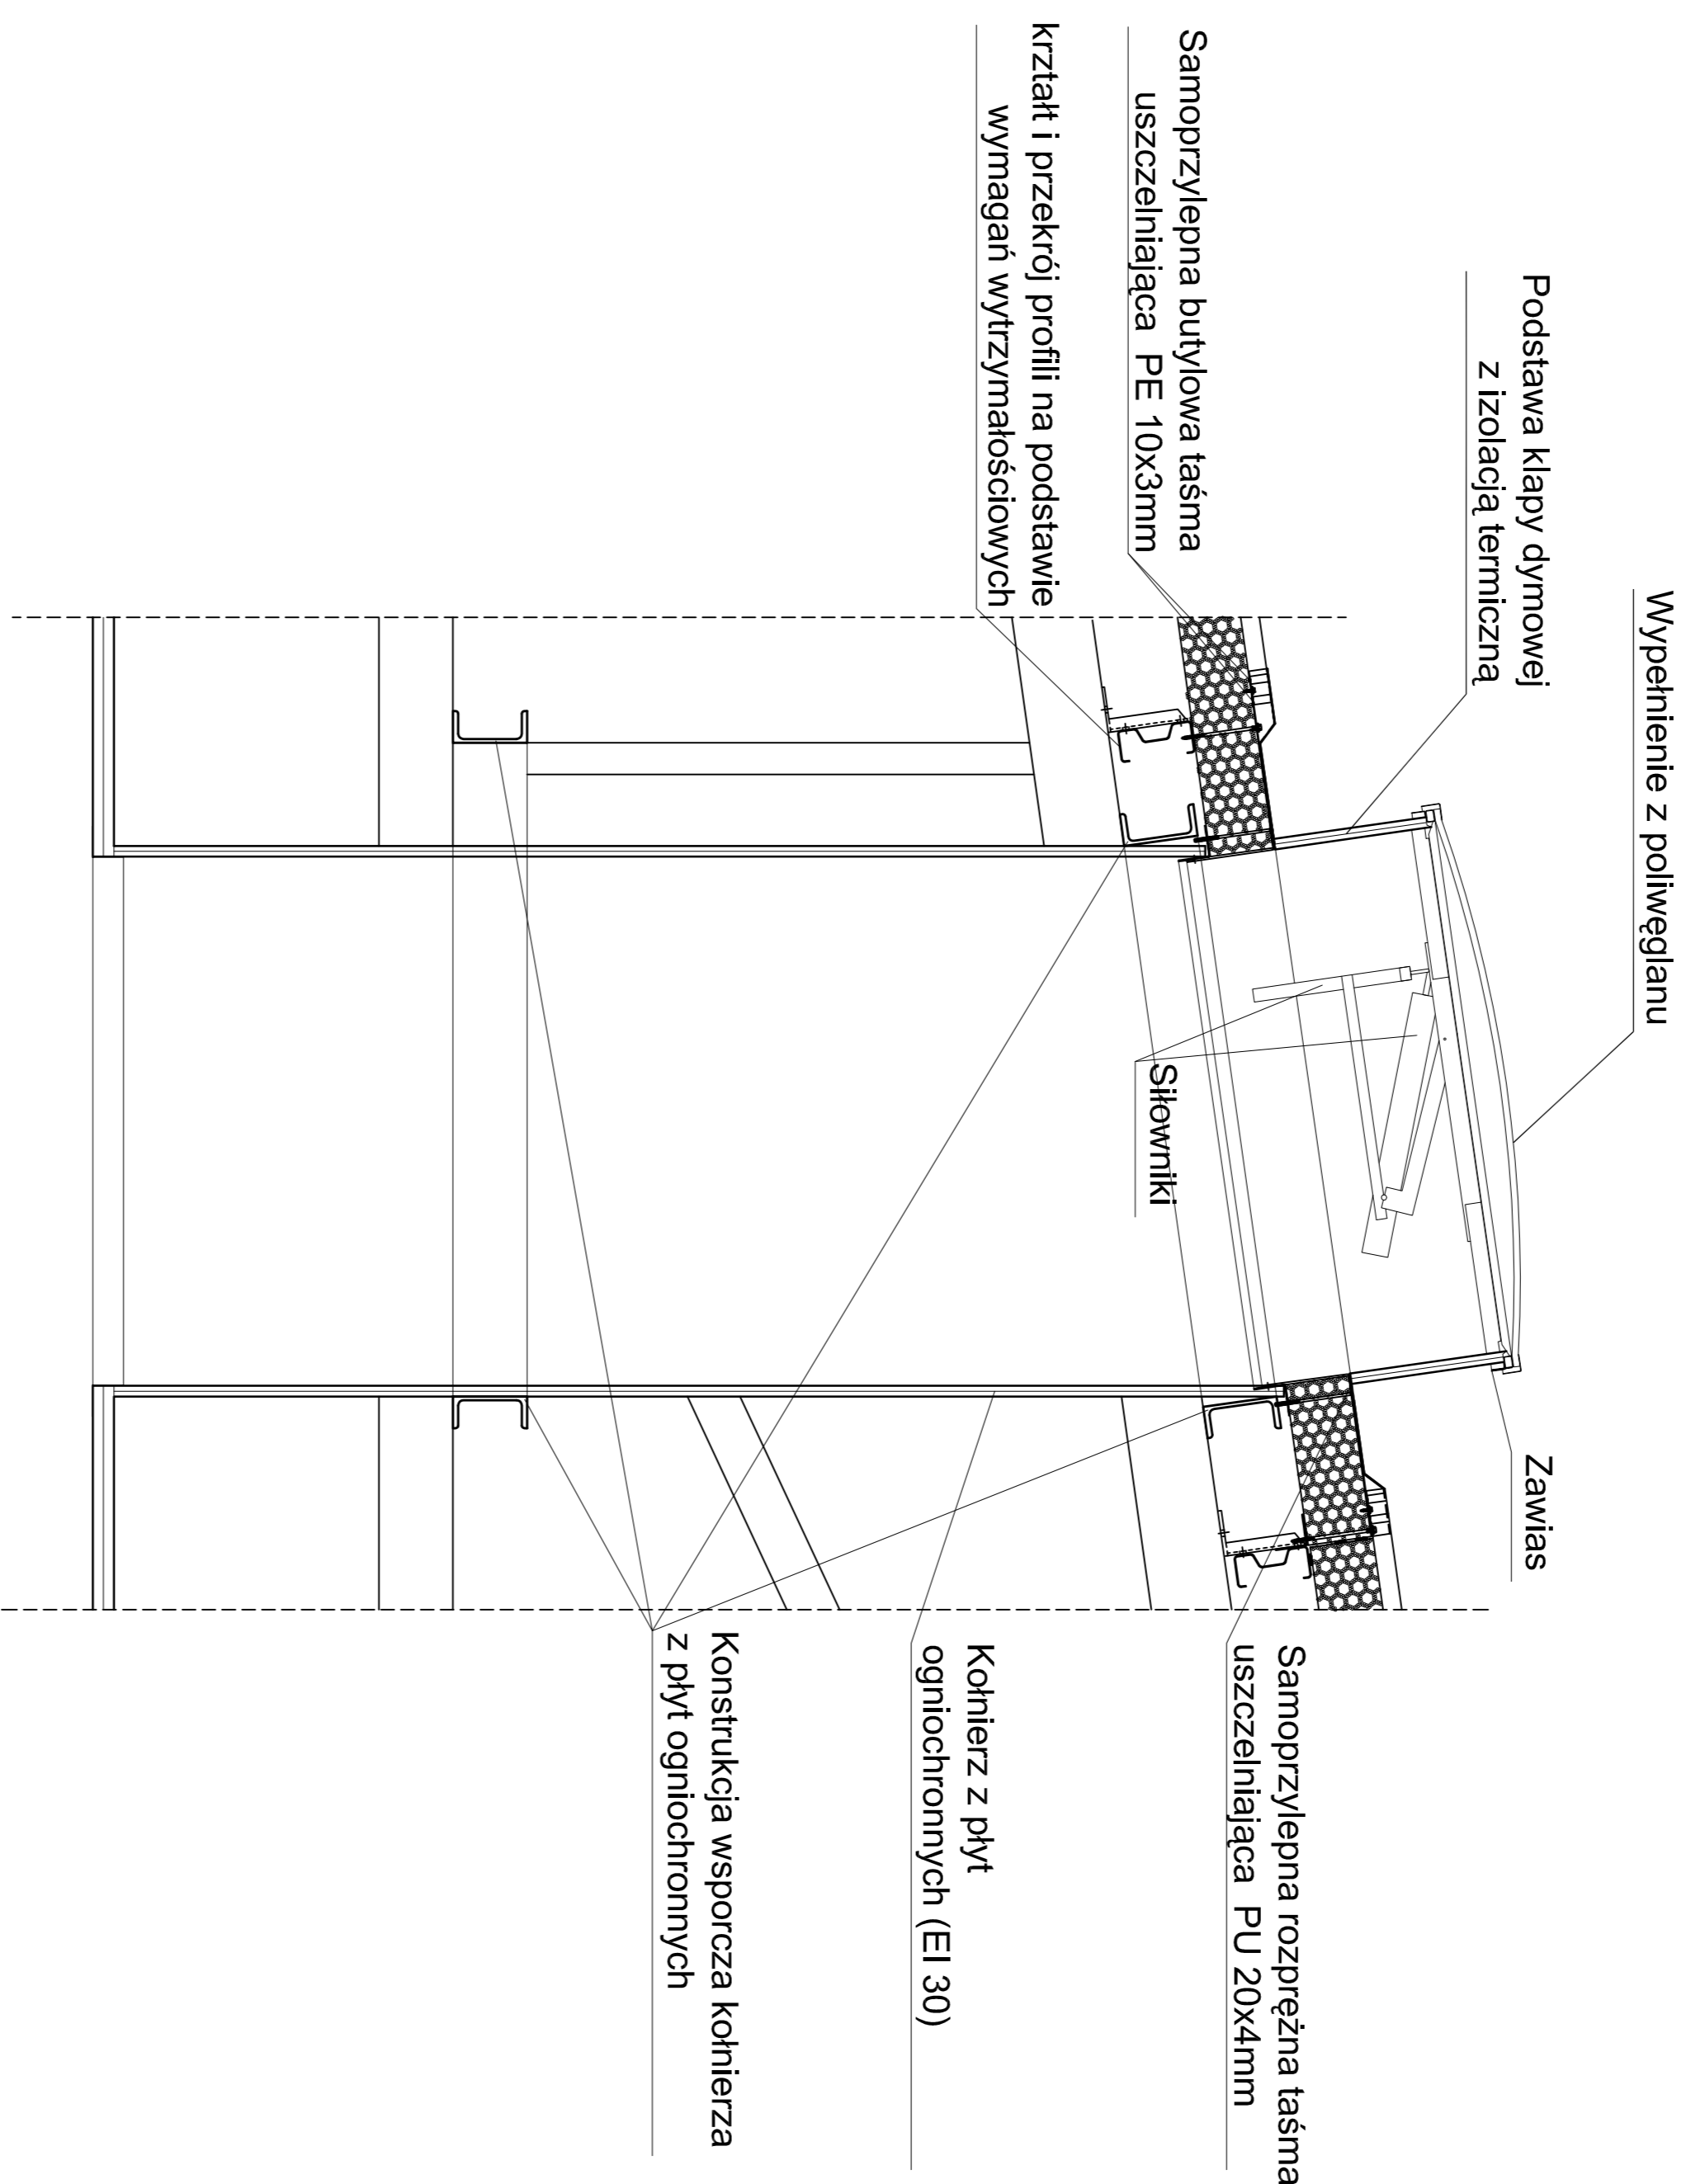 Wypełnienie z poliwęglanu
Podstawa klapy dymowej
z izolacją termiczną
Zawias
Samoprzylepna butylowa taśma
uszczelniająca PE 10x3mm
Siłowniki
Samoprzylepna rozprężna taśma
uszczelniająca PU 20x4mm
krztałt i przekrój profili na podstawie
wymagań wytrzymałościowych
Kołnierz z płyt
ogniochronnych (EI 30)
Konstrukcja wsporcza kołnierza
z płyt ogniochronnych